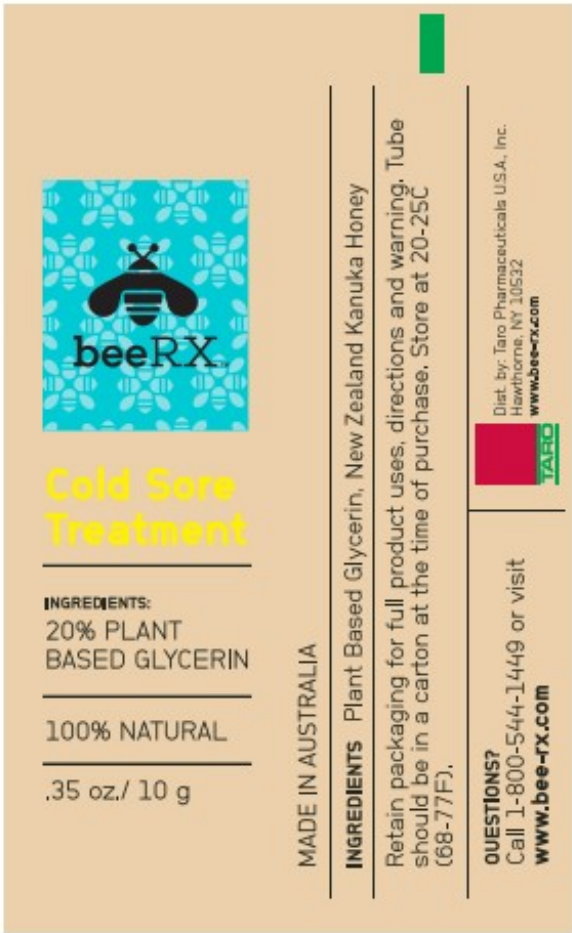 beeRX™
Cold Sore
Treatment
INGREDIENTS:
20% PLANT
BASED GLYCERIN
100% NATURAL
.35 oz./ 10 g
MADE IN AUSTRALIA
INGREDIENTS Plant Based Glycerin, New Zealand Kanuka Honey
Retain packaging for full product uses, directions and warning. Tube
should be in a carton at the time of purchase. Store at 20-25C
(68-77F).
QUESTIONS?
Call 1-800-544-1449 or visit
www.bee-rx.com
TARO
Dist. by: Taro Pharmaceuticals U.S.A, Inc.
Hawthorne, NY 10532
www.bee-rx.com